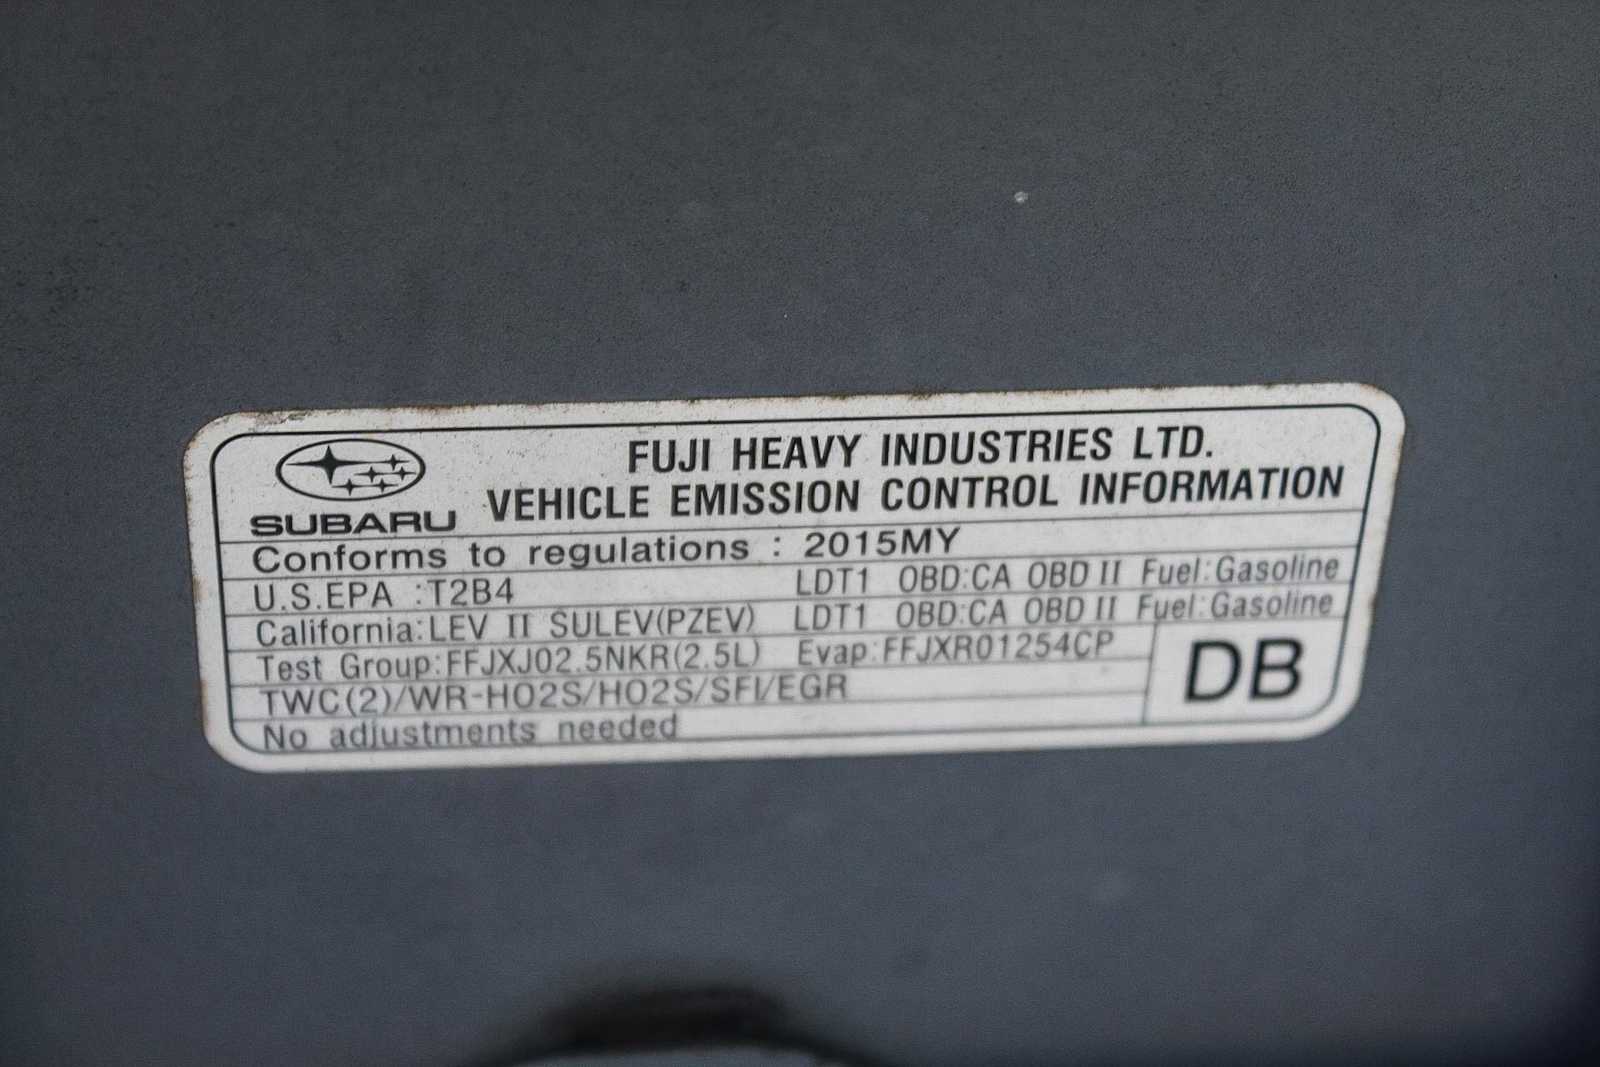 FUJI HEAVY INDUSTRIES LTD.
SUBARU VEHICLE EMISSION CONTROL INFORMATION
Conforms to regulations : 2015MY
U.S.EPA :T2B4 LDT1 OBD:CA OBD II Fuel:Gasoline
California:LEV II SULEV(PZEV) LDT1 OBD:CA OBD II Fuel:Gasoline
Test Group:FFJXJ02.5NKR(2.5L) Evap:FFJXR01254CP
DB
TWC(2)/WR-HO2S/HO2S/SFI/EGR
No adjustments needed